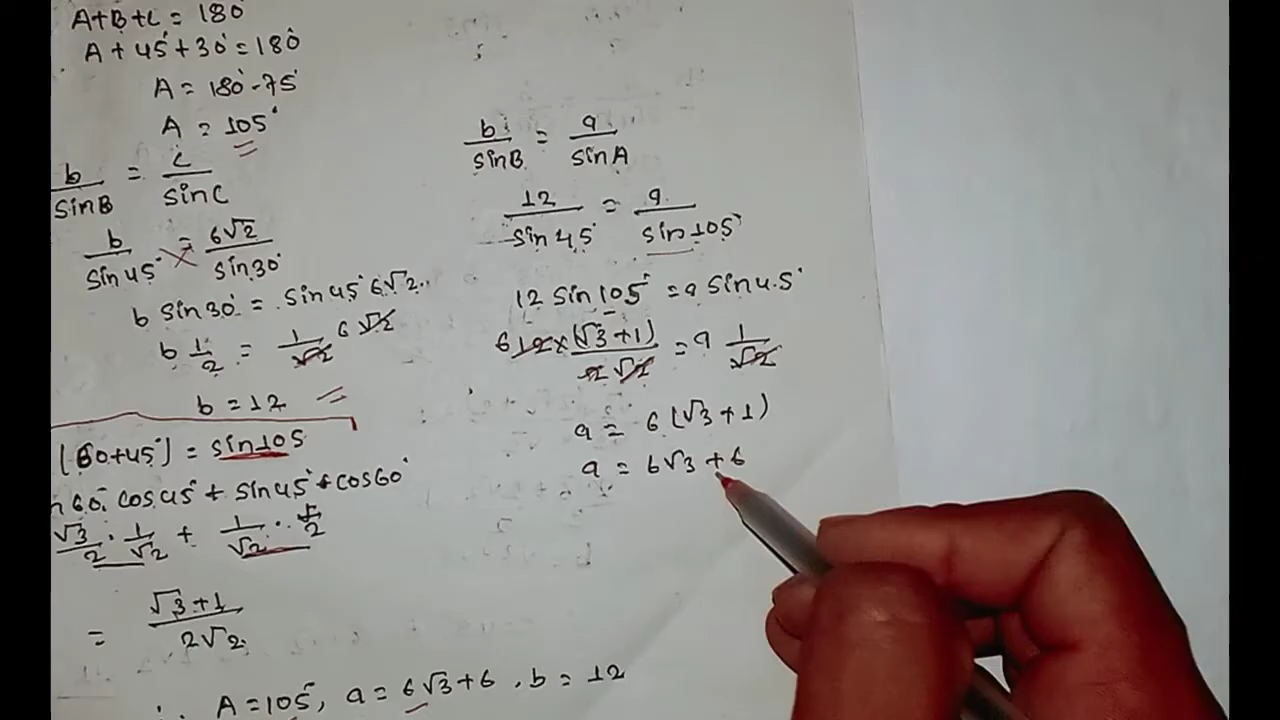 A+B+C = 180°
A + 45° + 30° = 180°
A = 180° - 75°
A = 105°
b/sinB = c/sinC
b/sin45° = 6√2/sin30°
b sin30° = sin45° 6√2
b 1/2 = 1/√2 6√2
b = 12
(60+45°) = sin105
60° cos45° + sin45° cos60°
√3/2 · 1/√2 + 1/√2 · 1/2
= √3+1/2√2
b/sinB = a/sinA
12/sin45° = a/sin105°
12 sin105° = a sin45°
6 12×(√3+1)/2√2 = a 1/√2
a = 6(√3+1)
a = 6√3+6
∴ A=105°, a = 6√3+6, b = 12